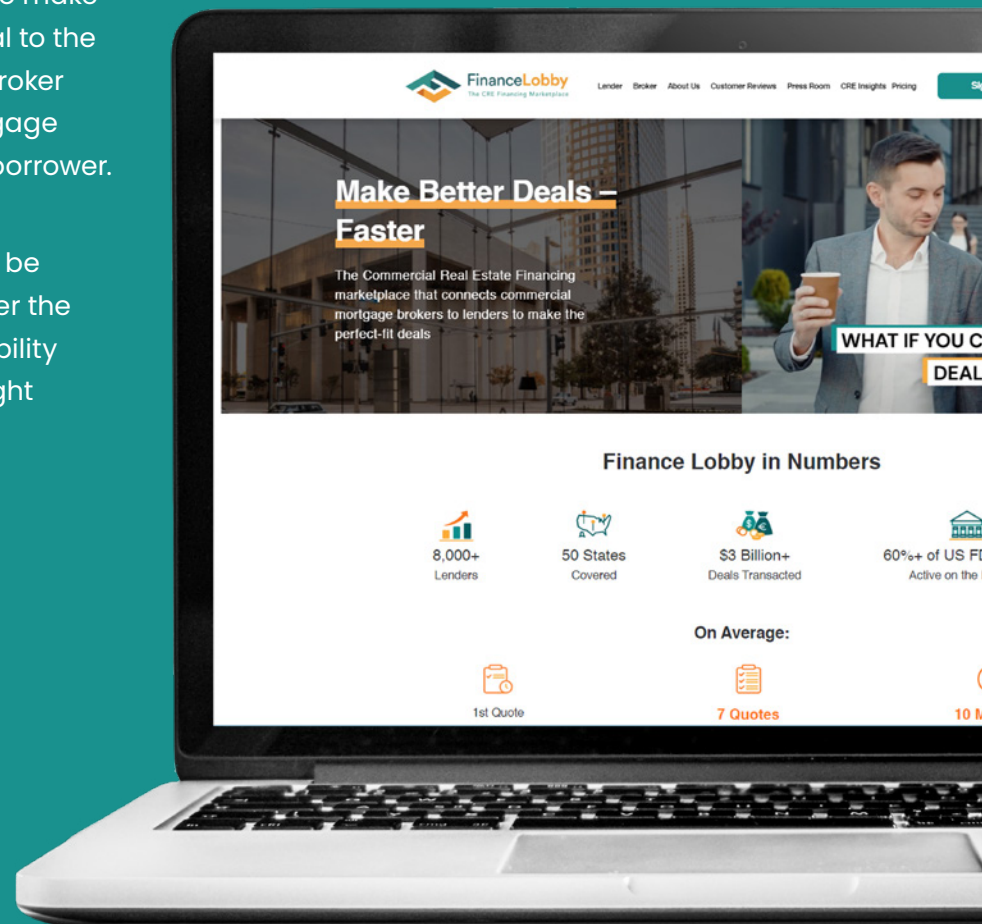 make
al to the
roker
gage
borrower.
be
er the
bility
ght
FinanceLobby
The CRE Financing Marketplace
Lender Broker About Us Customer Reviews Press Room CRE Insights Pricing
Make Better Deals –
Faster
The Commercial Real Estate Financing
marketplace that connects commercial
mortgage brokers to lenders to make the
perfect-fit deals
WHAT IF YOU C
DEAL
Finance Lobby in Numbers
8,000+
Lenders
50 States
Covered
$3 Billion+
Deals Transacted
60%+ of US FD
Active on the
On Average:
1st Quote
7 Quotes
10 M